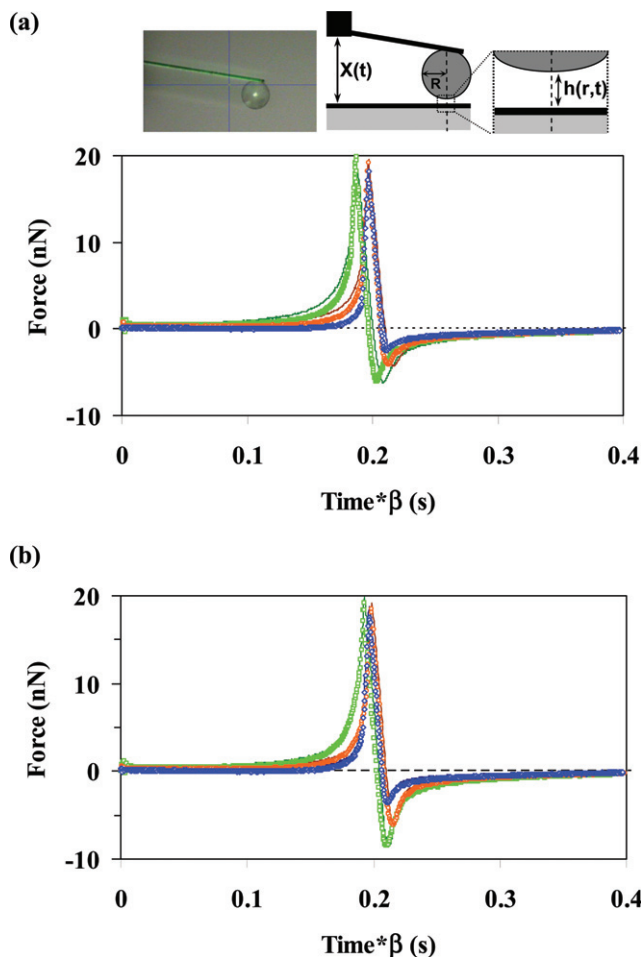 (a)
X(t)
R
h(r,t)
20
10
0
-10
Force (nN)
0
0.1
0.2
0.3
0.4
Time*β (s)
(b)
20
10
0
-10
Force (nN)
0
0.1
0.2
0.3
0.4
Time*β (s)